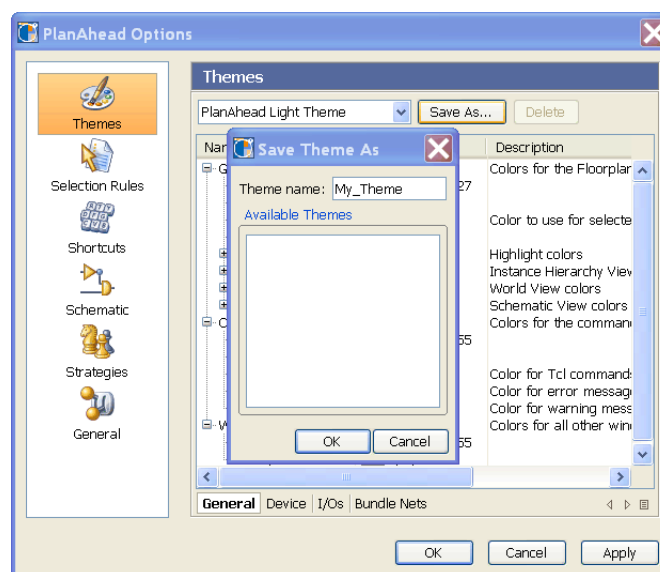 PlanAhead Options
Themes
Selection Rules
Shortcuts
Schematic
Strategies
General
Themes
PlanAhead Light Theme
Save As...
Delete
Description
Colors for the Floorplan
27
Color to use for selecte
Highlight colors
Instance Hierarchy View
World View colors
Schematic View colors
Colors for the comman
55
Color for Tcl command
Color for error messag
Color for warning mess
Colors for all other win
55
Save Theme As
Theme name: My_Theme
Available Themes
OK Cancel
General Device I/Os Bundle Nets
OK Cancel Apply